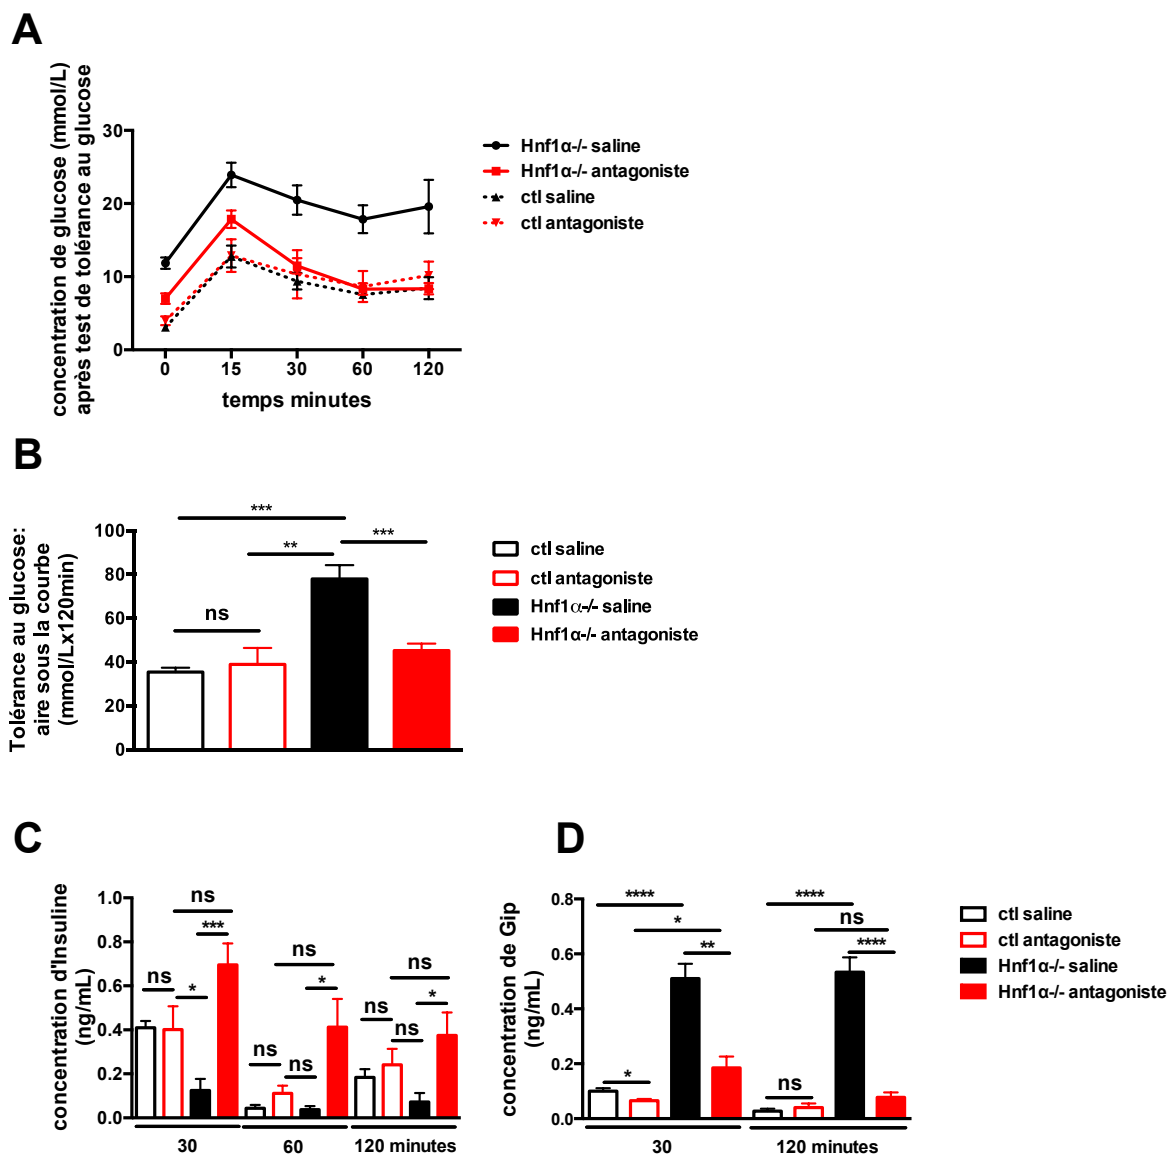 A
concentration de glucose (mmol/L)
après test de tolérance au glucose
30
20
10
0
0 15 30 60 120
temps minutes
Hnf1α-/- saline
Hnf1α-/- antagoniste
ctl saline
ctl antagoniste
B
Tolérance au glucose:
aire sous la courbe
(mmol/Lx120min)
100
80
60
40
20
0
***
** ***
ns
ctl saline
ctl antagoniste
Hnf1α-/- saline
Hnf1α-/- antagoniste
C
concentration d'Insuline
(ng/mL)
1.0
0.8
0.6
0.4
0.2
0.0
ns
***
ns *
ns
*
ns
ns
ns
*
ns
ns
30 60 120 minutes
D
concentration de Gip
(ng/mL)
0.8
0.6
0.4
0.2
0.0
****
*
**
*
****
ns
****
ns
30 120 minutes
ctl saline
ctl antagoniste
Hnf1α-/- saline
Hnf1α-/- antagoniste